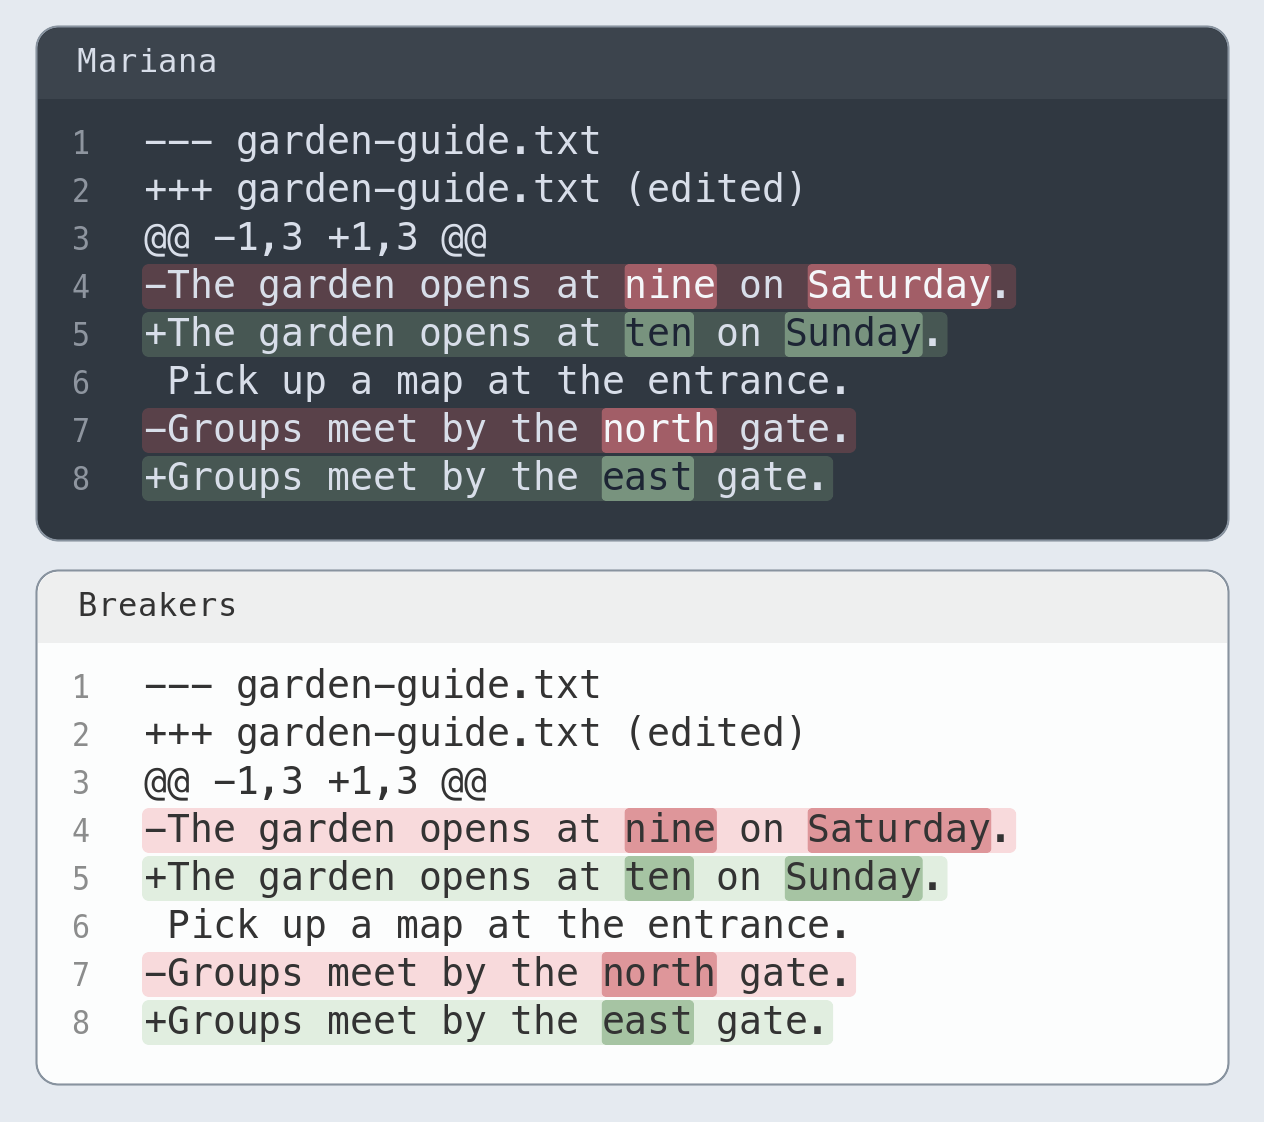 Mariana
1 --- garden-guide.txt
2 +++ garden-guide.txt (edited)
3 @@ -1,3 +1,3 @@
4 -The garden opens at nine on Saturday.
5 +The garden opens at ten on Sunday.
6  Pick up a map at the entrance.
7 -Groups meet by the north gate.
8 +Groups meet by the east gate.
Breakers
1 --- garden-guide.txt
2 +++ garden-guide.txt (edited)
3 @@ -1,3 +1,3 @@
4 -The garden opens at nine on Saturday.
5 +The garden opens at ten on Sunday.
6  Pick up a map at the entrance.
7 -Groups meet by the north gate.
8 +Groups meet by the east gate.